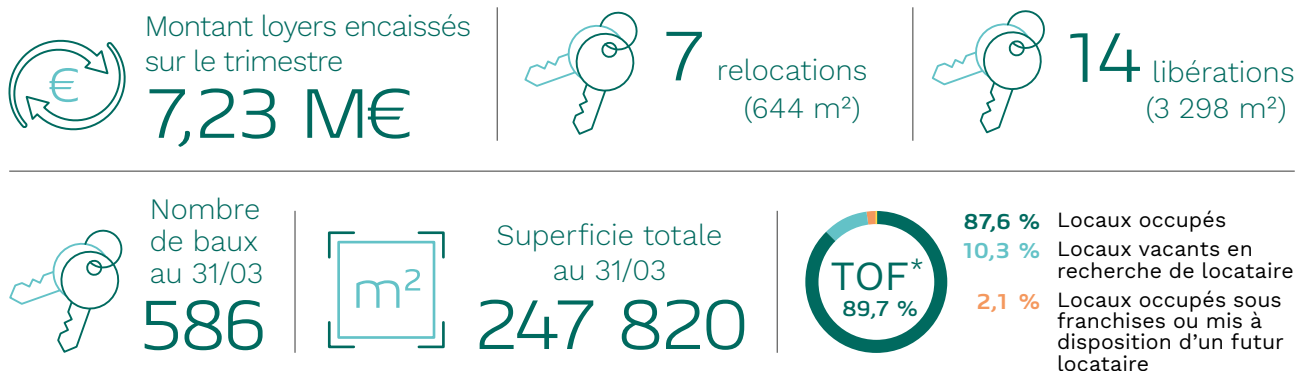 €
Montant loyers encaissés
sur le trimestre
7,23 M€
7 relocations
(644 m²)
14 libérations
(3 298 m²)
Nombre
de baux
au 31/03
586
m²
Superficie totale
au 31/03
247 820
TOF*
89,7 %
87,6 % Locaux occupés
10,3 % Locaux vacants en
recherche de locataire
2,1 % Locaux occupés sous
franchises ou mis à
disposition d'un futur
locataire